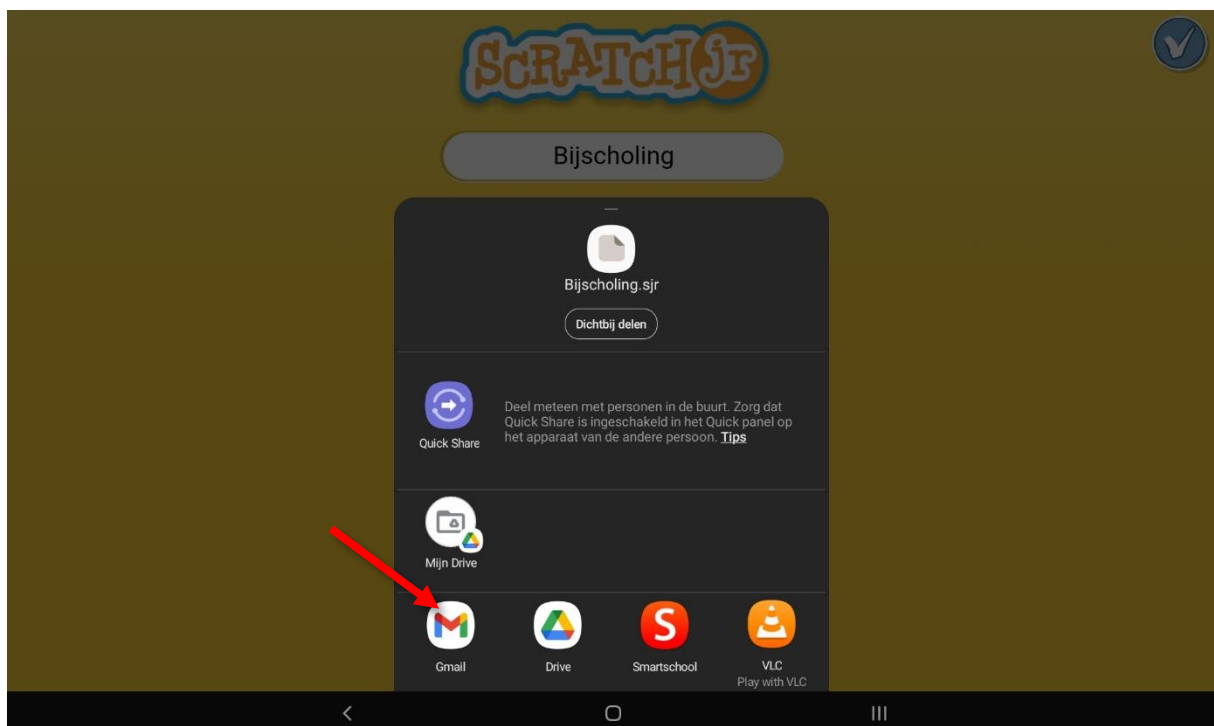 SCRATCH Jr
Bijscholing
Bijscholing.sjr
Dichtbij delen
Deel meteen met personen in de buurt. Zorg dat
Quick Share is ingeschakeld in het Quick panel op
het apparaat van de andere persoon. Tips
Quick Share
Mijn Drive
S
Gmail
Drive
Smartschool
VLC
Play with VLC